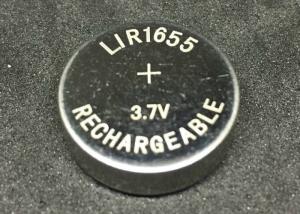 LIR1655
+
3.7V
RECHARGEABLE